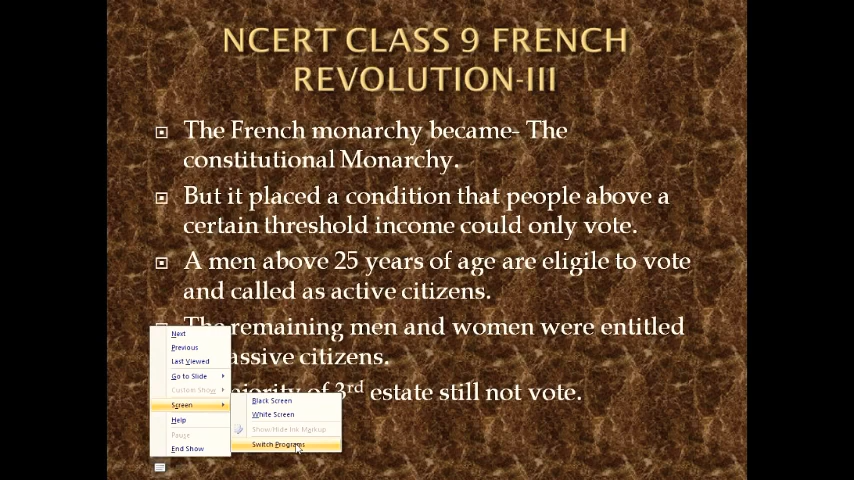 NCERT CLASS 9 FRENCH
REVOLUTION-III
The French monarchy became- The
constitutional Monarchy.
But it placed a condition that people above a
certain threshold income could only vote.
A men above 25 years of age are eligile to vote
and called as active citizens.
The remaining men and women were entitled
assive citizens.
of 3rd estate still not vote.
Next
Previous
Last Viewed
Go to Slide
Custom Show
Screen
Help
Pause
End Show
Black Screen
White Screen
Show/Hide Ink Markup
Switch Programs